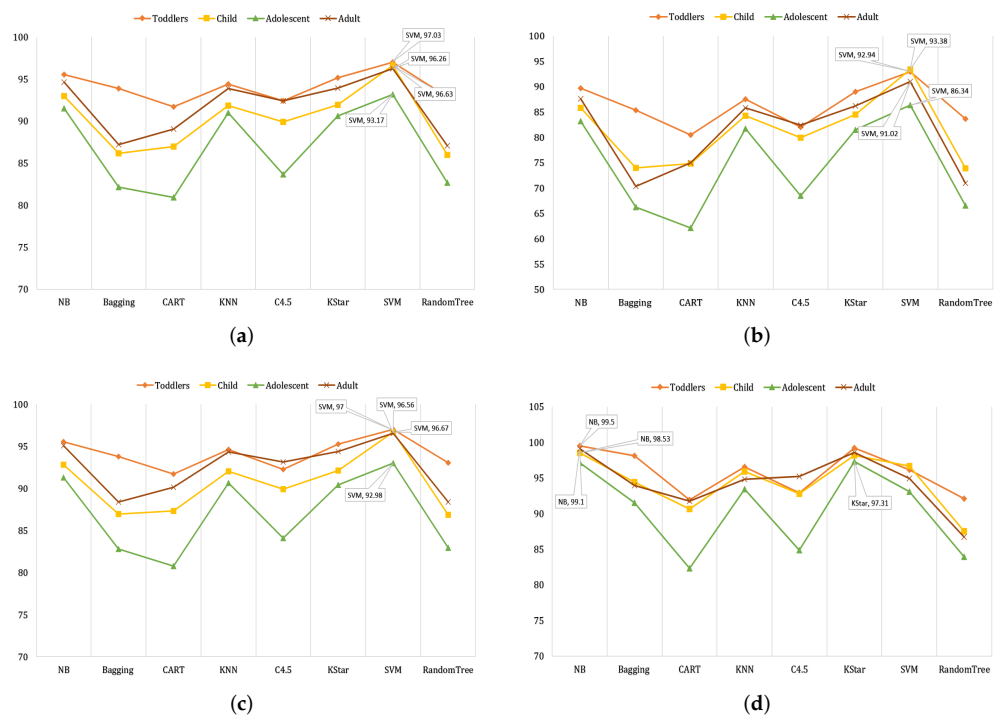 Toddlers Child Adolescent Adult
100
95
90
85
80
75
70
SVM, 97.03
SVM, 96.26
SVM, 96.63
SVM, 93.17
NB Bagging CART KNN C4.5 KStar SVM RandomTree
(a)
Toddlers Child Adolescent Adult
100
95
90
85
80
75
70
65
60
55
50
SVM, 93.38
SVM, 92.94
SVM, 86.34
SVM, 91.02
NB Bagging CART KNN C4.5 KStar SVM RandomTree
(b)
Toddlers Child Adolescent Adult
100
95
90
85
80
75
70
SVM, 97
SVM, 96.56
SVM, 96.67
SVM, 92.98
NB Bagging CART KNN C4.5 KStar SVM RandomTree
(c)
Toddlers Child Adolescent Adult
105
100
95
90
85
80
75
70
NB, 99.5
NB, 98.53
NB, 99.1
KStar, 97.31
NB Bagging CART KNN C4.5 KStar SVM RandomTree
(d)